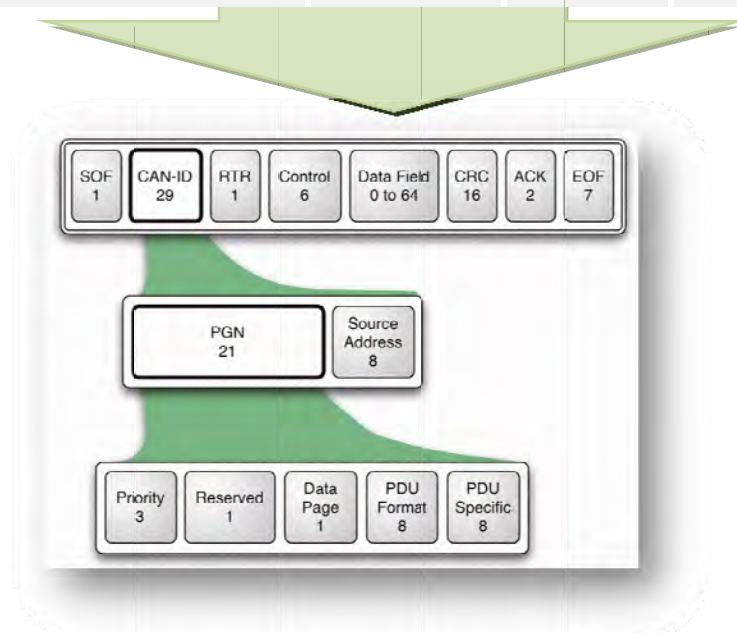 SOF
1
CAN-ID
29
RTR
1
Control
6
Data Field
0 to 64
CRC
16
ACK
2
EOF
7
PGN
21
Source
Address
8
Priority
3
Reserved
1
Data
Page
1
PDU
Format
8
PDU
Specific
8